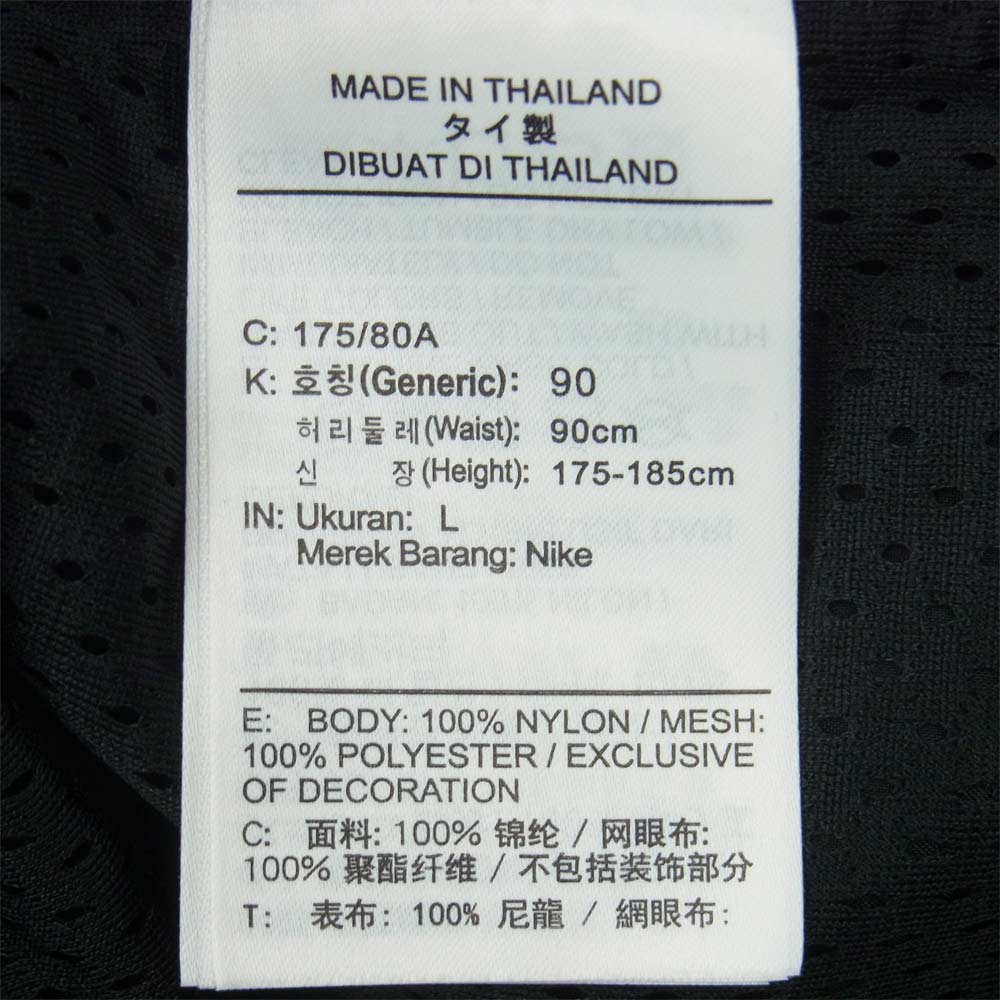 MADE IN THAILAND
タイ製
DIBUAT DI THAILAND
C: 175/80A
K: 호칭(Generic): 90
허리둘레(Waist): 90cm
신 장(Height): 175-185cm
IN: Ukuran: L
Merek Barang: Nike
E: BODY: 100% NYLON / MESH:
100% POLYESTER / EXCLUSIVE
OF DECORATION
C: 面料: 100% 锦纶 / 网眼布:
100% 聚酯纤维 / 不包括装饰部分
T: 表布: 100% 尼龍 / 網眼布: